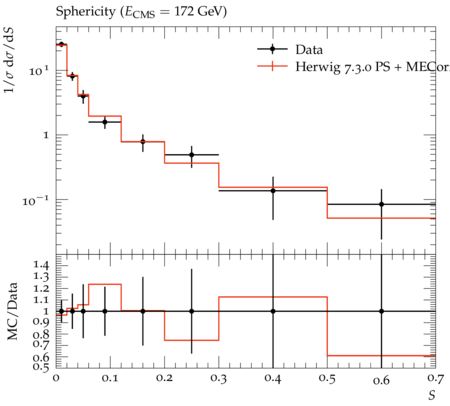 Sphericity (E_CMS = 172 GeV)
1/σ dσ/dS
Data
Herwig 7.3.0 PS + MECor
10^1
1
10^−1
MC/Data
1.4
1.3
1.2
1.1
1
0.9
0.8
0.7
0.6
0.5
0 0.1 0.2 0.3 0.4 0.5 0.6 0.7
S